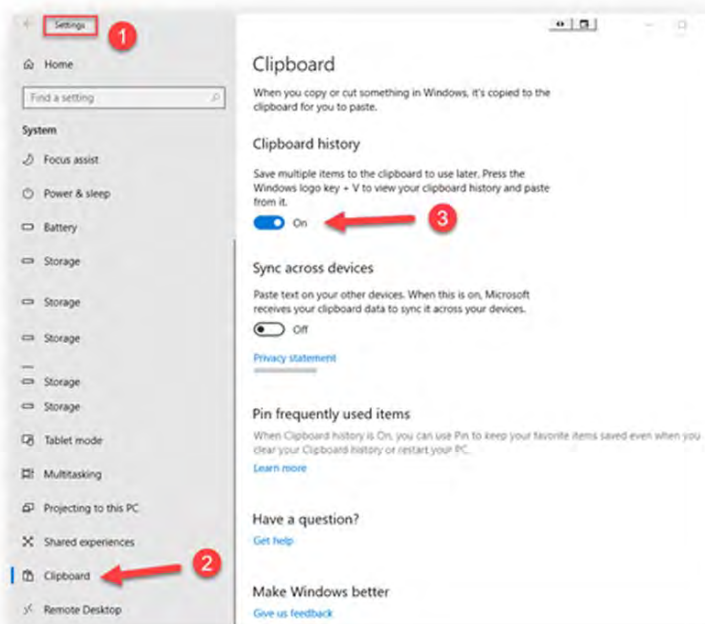 Settings
1
Home
Find a setting
System
Focus assist
Power & sleep
Battery
Storage
Storage
Storage
Storage
Storage
Tablet mode
Multitasking
Projecting to this PC
Shared experiences
Clipboard
2
Remote Desktop
Clipboard
When you copy or cut something in Windows, it's copied to the
clipboard for you to paste.
Clipboard history
Save multiple items to the clipboard to use later. Press the
Windows logo key + V to view your clipboard history and paste
from it.
On
3
Sync across devices
Paste text on your other devices. When this is on, Microsoft
receives your clipboard data to sync it across your devices.
Off
Privacy statement
Pin frequently used items
When Clipboard history is On, you can use Pin to keep your favorite items saved even when you
clear your Clipboard history or restart your PC.
Learn more
Have a question?
Get help
Make Windows better
Give us feedback